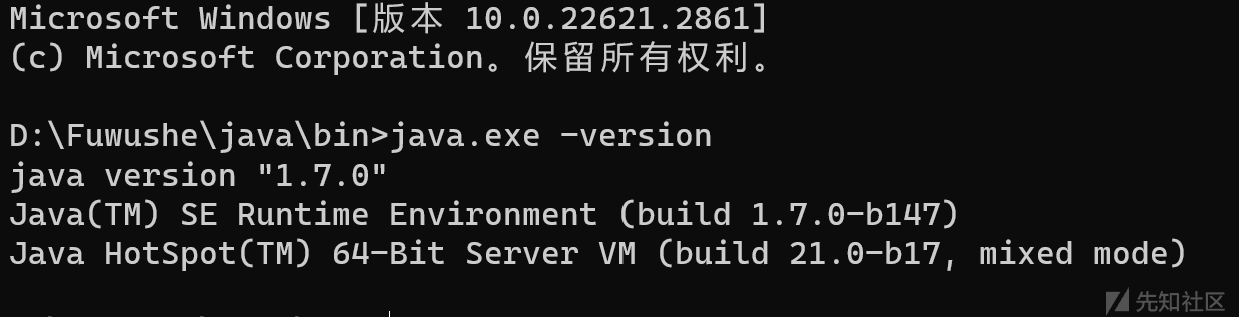 Microsoft Windows [版本 10.0.22621.2861]
(c) Microsoft Corporation。保留所有权利。
D:\Fuwushe\java\bin>java.exe -version
java version "1.7.0"
Java(TM) SE Runtime Environment (build 1.7.0-b147)
Java HotSpot(TM) 64-Bit Server VM (build 21.0-b17, mixed mode)
先知社区